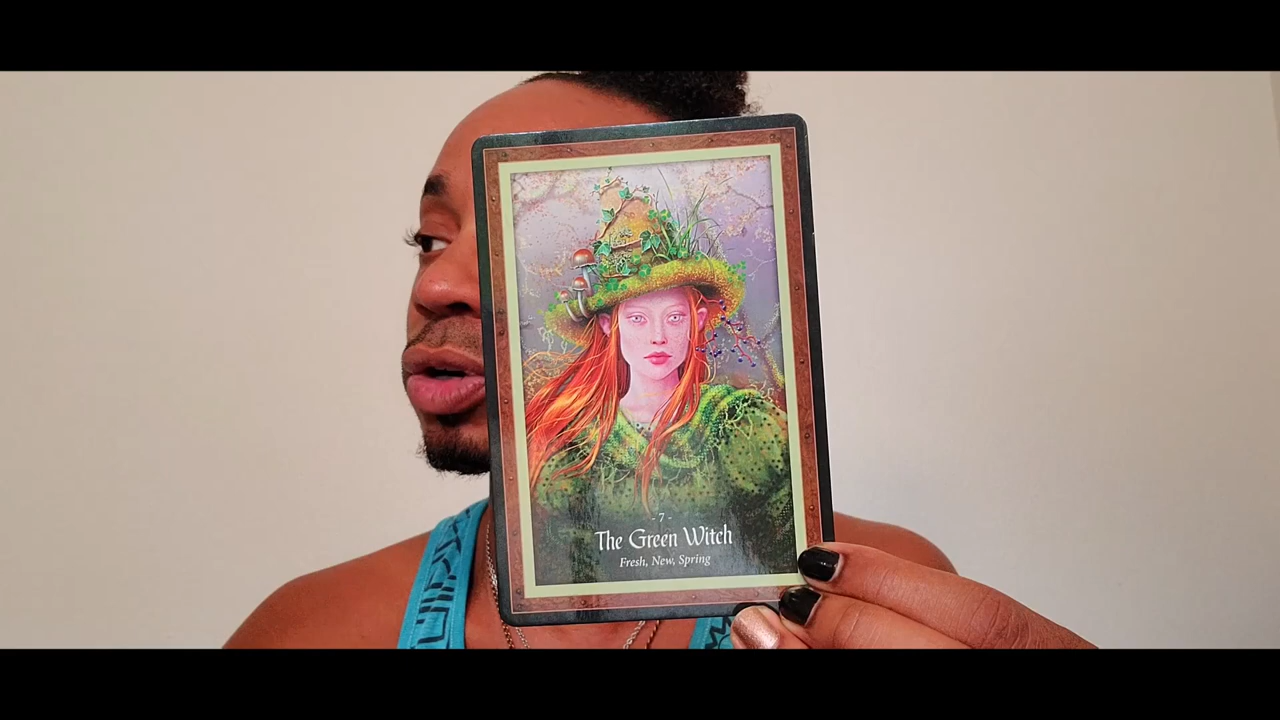 - 7 -
The Green Witch
Fresh, New, Spring